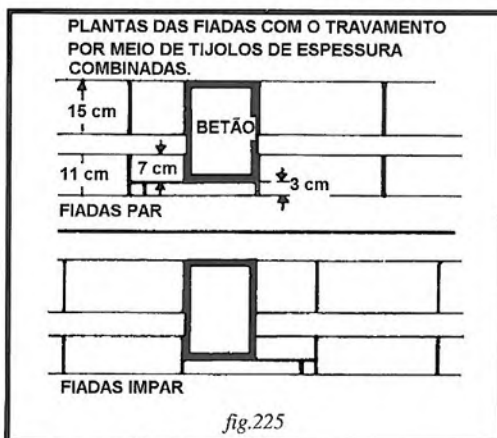 PLANTAS DAS FIADAS COM O TRAVAMENTO
POR MEIO DE TIJOLOS DE ESPESSURA
COMBINADAS.
15 cm
BETÃO
11 cm
7 cm
3 cm
FIADAS PAR
FIADAS IMPAR
fig.225